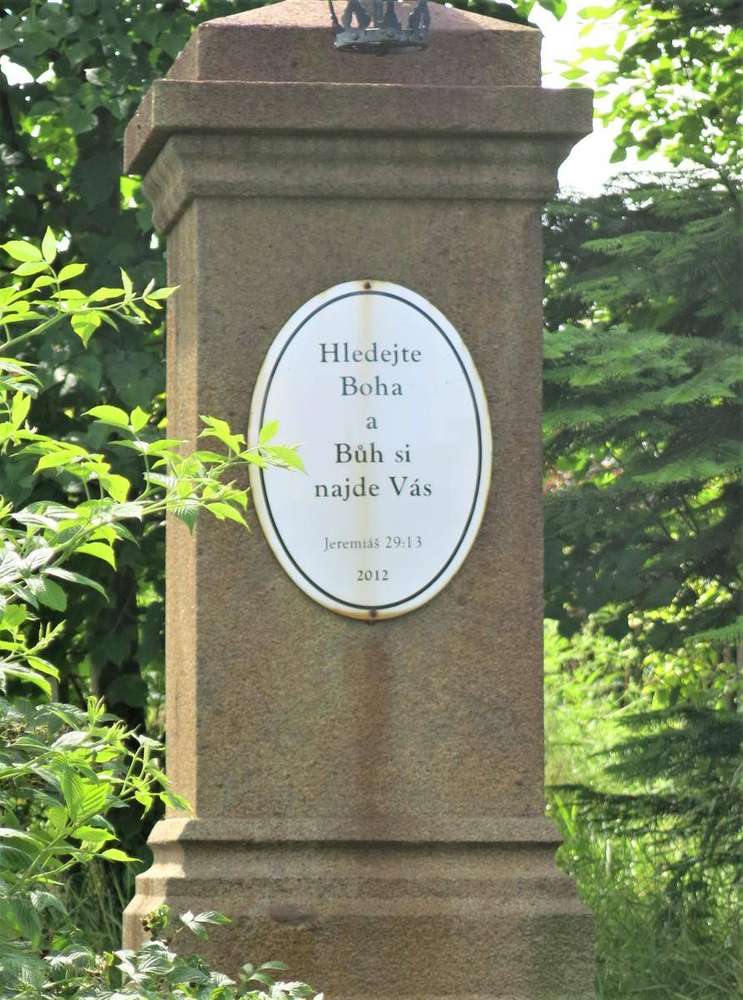 Hledejte
Boha
a
Bůh si
najde Vás
Jeremiáš 29:13
2012